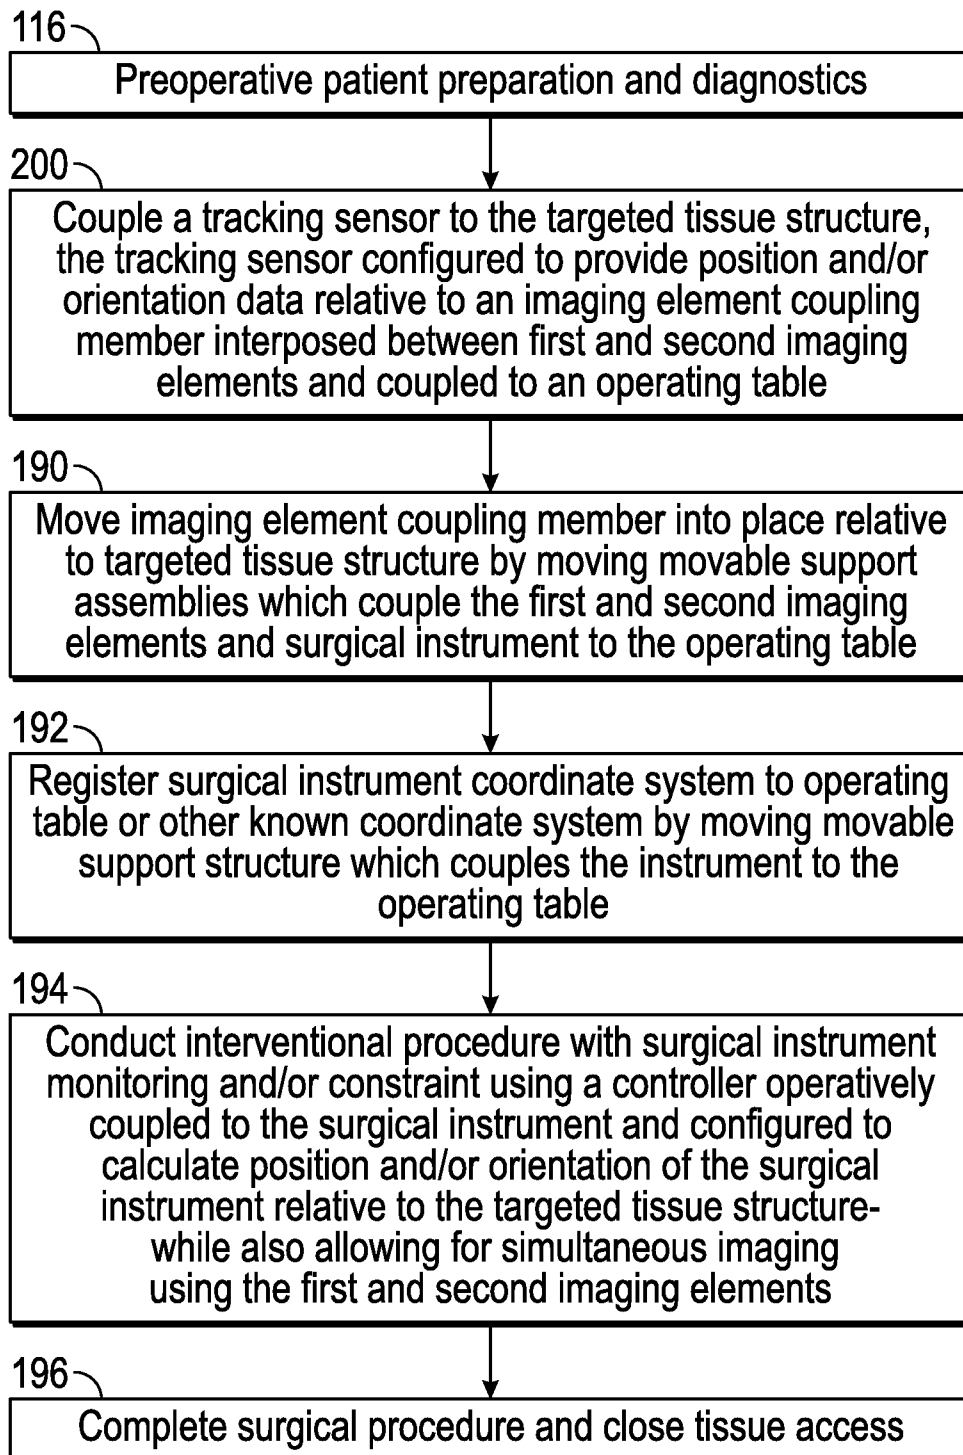 116
Preoperative patient preparation and diagnostics
200
Couple a tracking sensor to the targeted tissue structure,
the tracking sensor configured to provide position and/or
orientation data relative to an imaging element coupling
member interposed between first and second imaging
elements and coupled to an operating table
190
Move imaging element coupling member into place relative
to targeted tissue structure by moving movable support
assemblies which couple the first and second imaging
elements and surgical instrument to the operating table
192
Register surgical instrument coordinate system to operating
table or other known coordinate system by moving movable
support structure which couples the instrument to the
operating table
194
Conduct interventional procedure with surgical instrument
monitoring and/or constraint using a controller operatively
coupled to the surgical instrument and configured to
calculate position and/or orientation of the surgical
instrument relative to the targeted tissue structure-
while also allowing for simultaneous imaging
using the first and second imaging elements
196
Complete surgical procedure and close tissue access